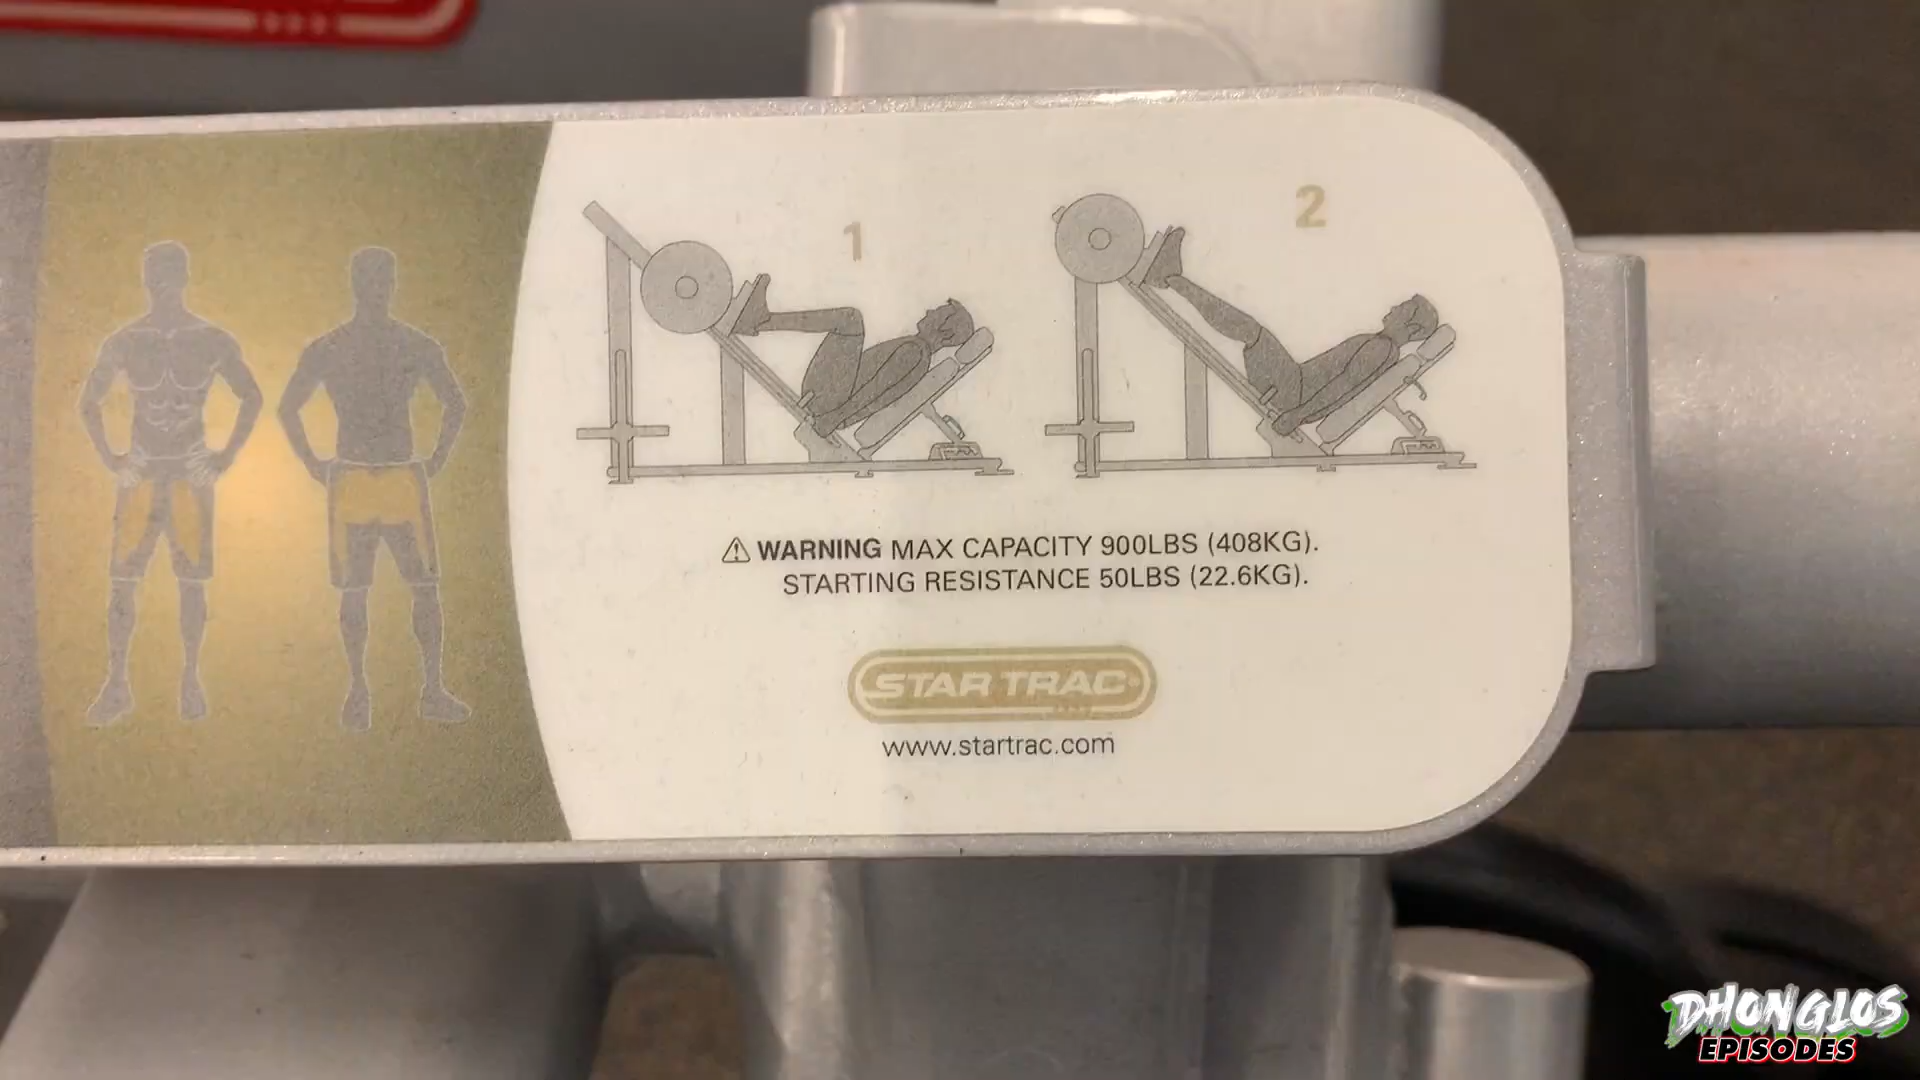 1
2
⚠ WARNING MAX CAPACITY 900LBS (408KG).
STARTING RESISTANCE 50LBS (22.6KG).
STAR TRAC
www.startrac.com
DHONGLOS
EPISODES